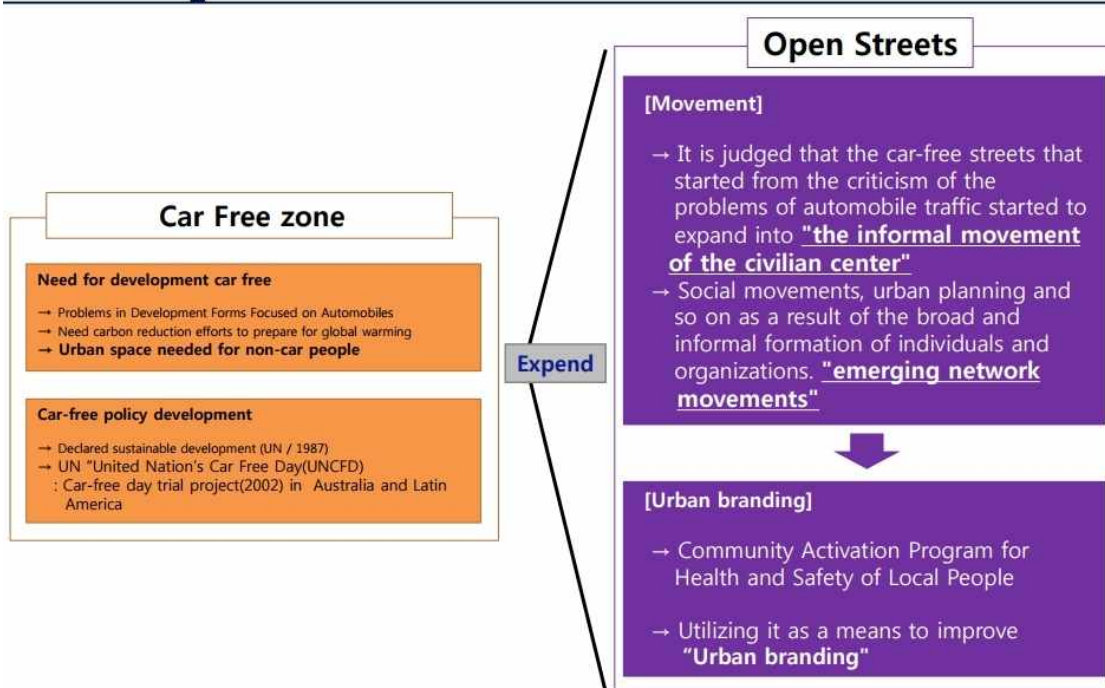 Car Free zone
Need for development car free
→ Problems in Development Forms Focused on Automobiles
→ Need carbon reduction efforts to prepare for global warming
→ Urban space needed for non-car people
Car-free policy development
→ Declared sustainable development (UN / 1987)
→ UN “United Nation's Car Free Day(UNCFD)
: Car-free day trial project(2002) in Australia and Latin
America
Expend
Open Streets
[Movement]
→ It is judged that the car-free streets that
started from the criticism of the
problems of automobile traffic started to
expand into "the informal movement
of the civilian center"
→ Social movements, urban planning and
so on as a result of the broad and
informal formation of individuals and
organizations. "emerging network
movements"
[Urban branding]
→ Community Activation Program for
Health and Safety of Local People
→ Utilizing it as a means to improve
“Urban branding"